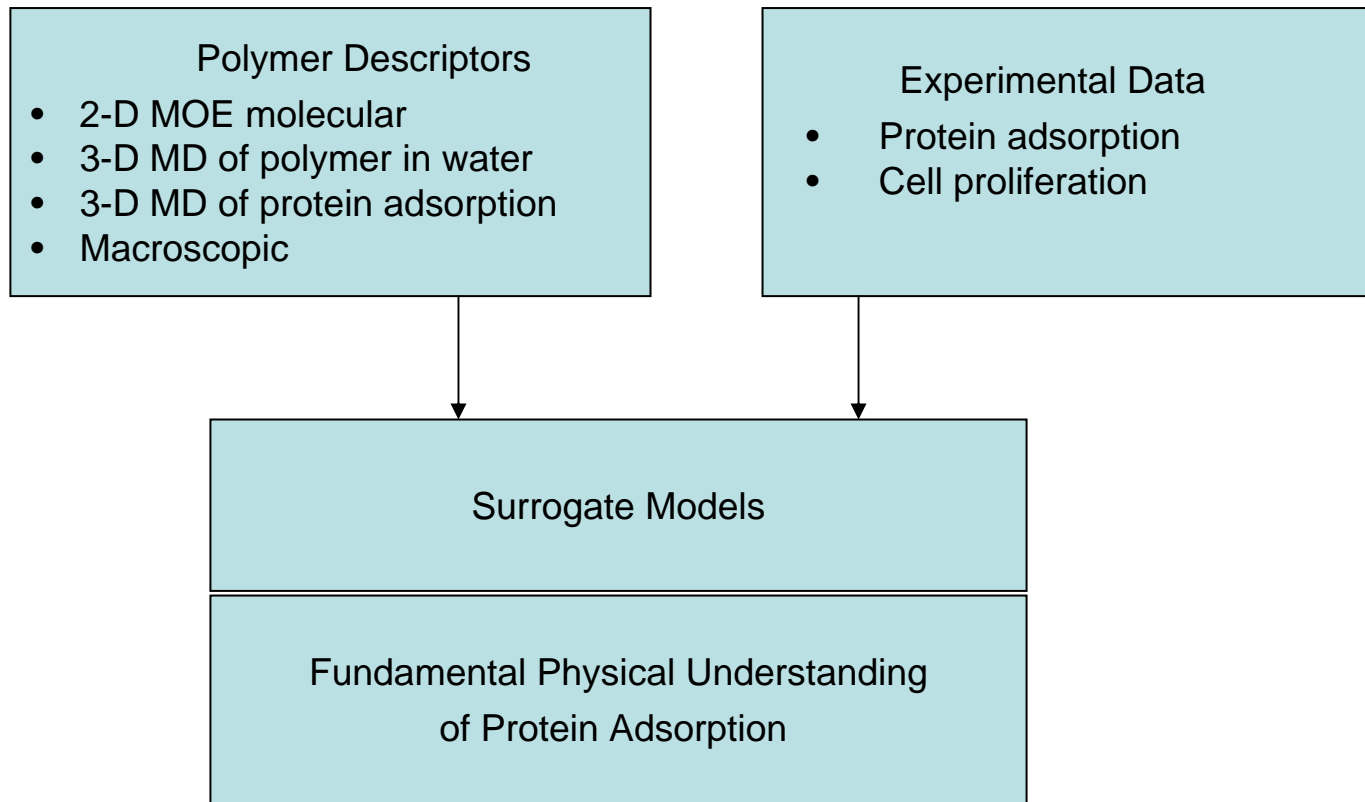 Polymer Descriptors
• 2-D MOE molecular
• 3-D MD of polymer in water
• 3-D MD of protein adsorption
• Macroscopic
Experimental Data
• Protein adsorption
• Cell proliferation
Surrogate Models
Fundamental Physical Understanding
of Protein Adsorption